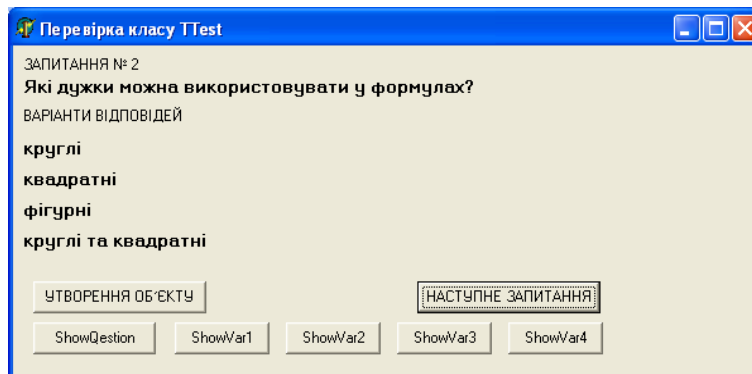 Перевірка класу TTest
ЗАПИТАННЯ № 2
Які дужки можна використовувати у формулах?
ВАРІАНТИ ВІДПОВІДЕЙ
круглі
квадратні
фігурні
круглі та квадратні
УТВОРЕННЯ ОБ'ЄКТУ НАСТУПНЕ ЗАПИТАННЯ
ShowQestion ShowVar1 ShowVar2 ShowVar3 ShowVar4